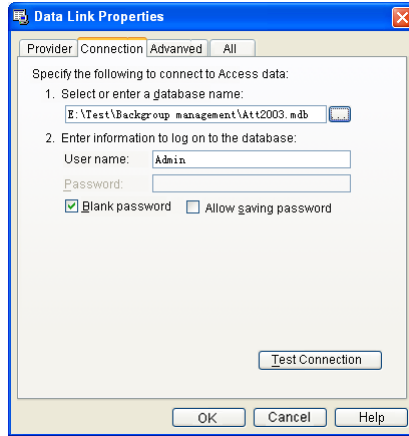 Data Link Properties
Provider Connection Advanved All
Specify the following to connect to Access data:
1. Select or enter a database name:
E:\Test\Backgroup management\Att2003.mdb ...
2. Enter information to log on to the database:
User name: Admin
Password:
Blank password Allow saving password
Test Connection
OK Cancel Help